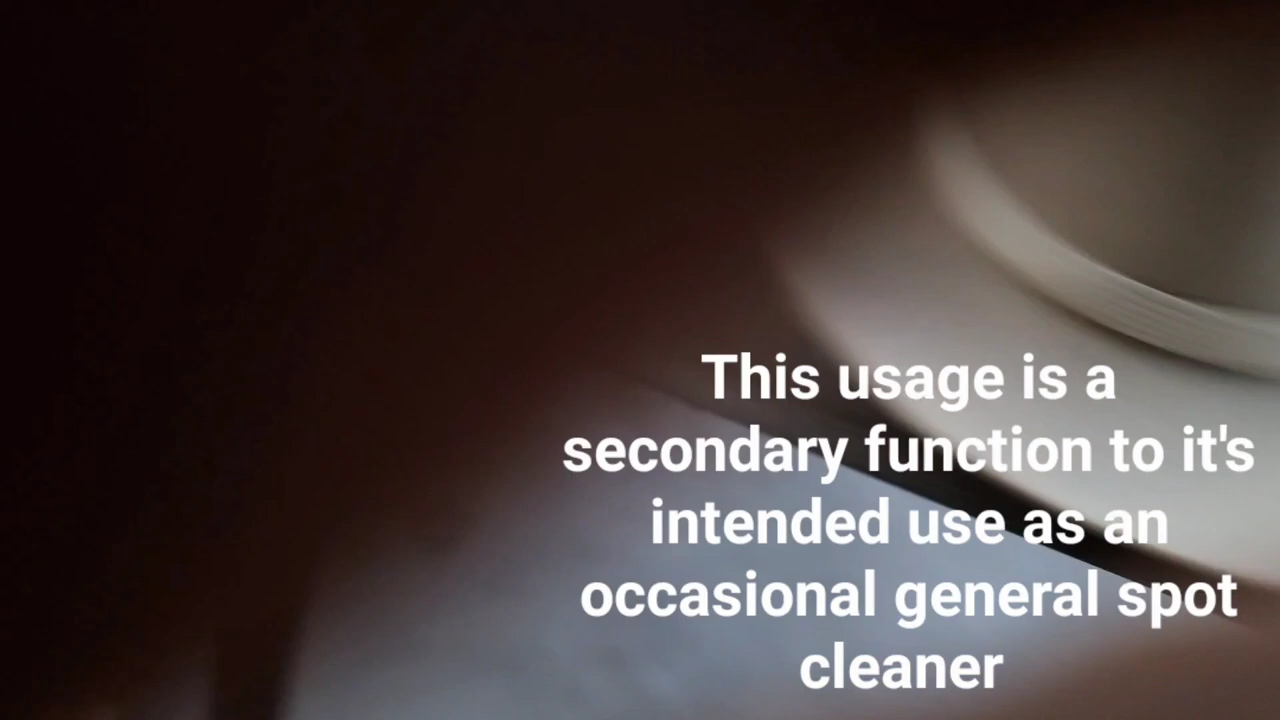 This usage is a
secondary function to it's
intended use as an
occasional general spot
cleaner